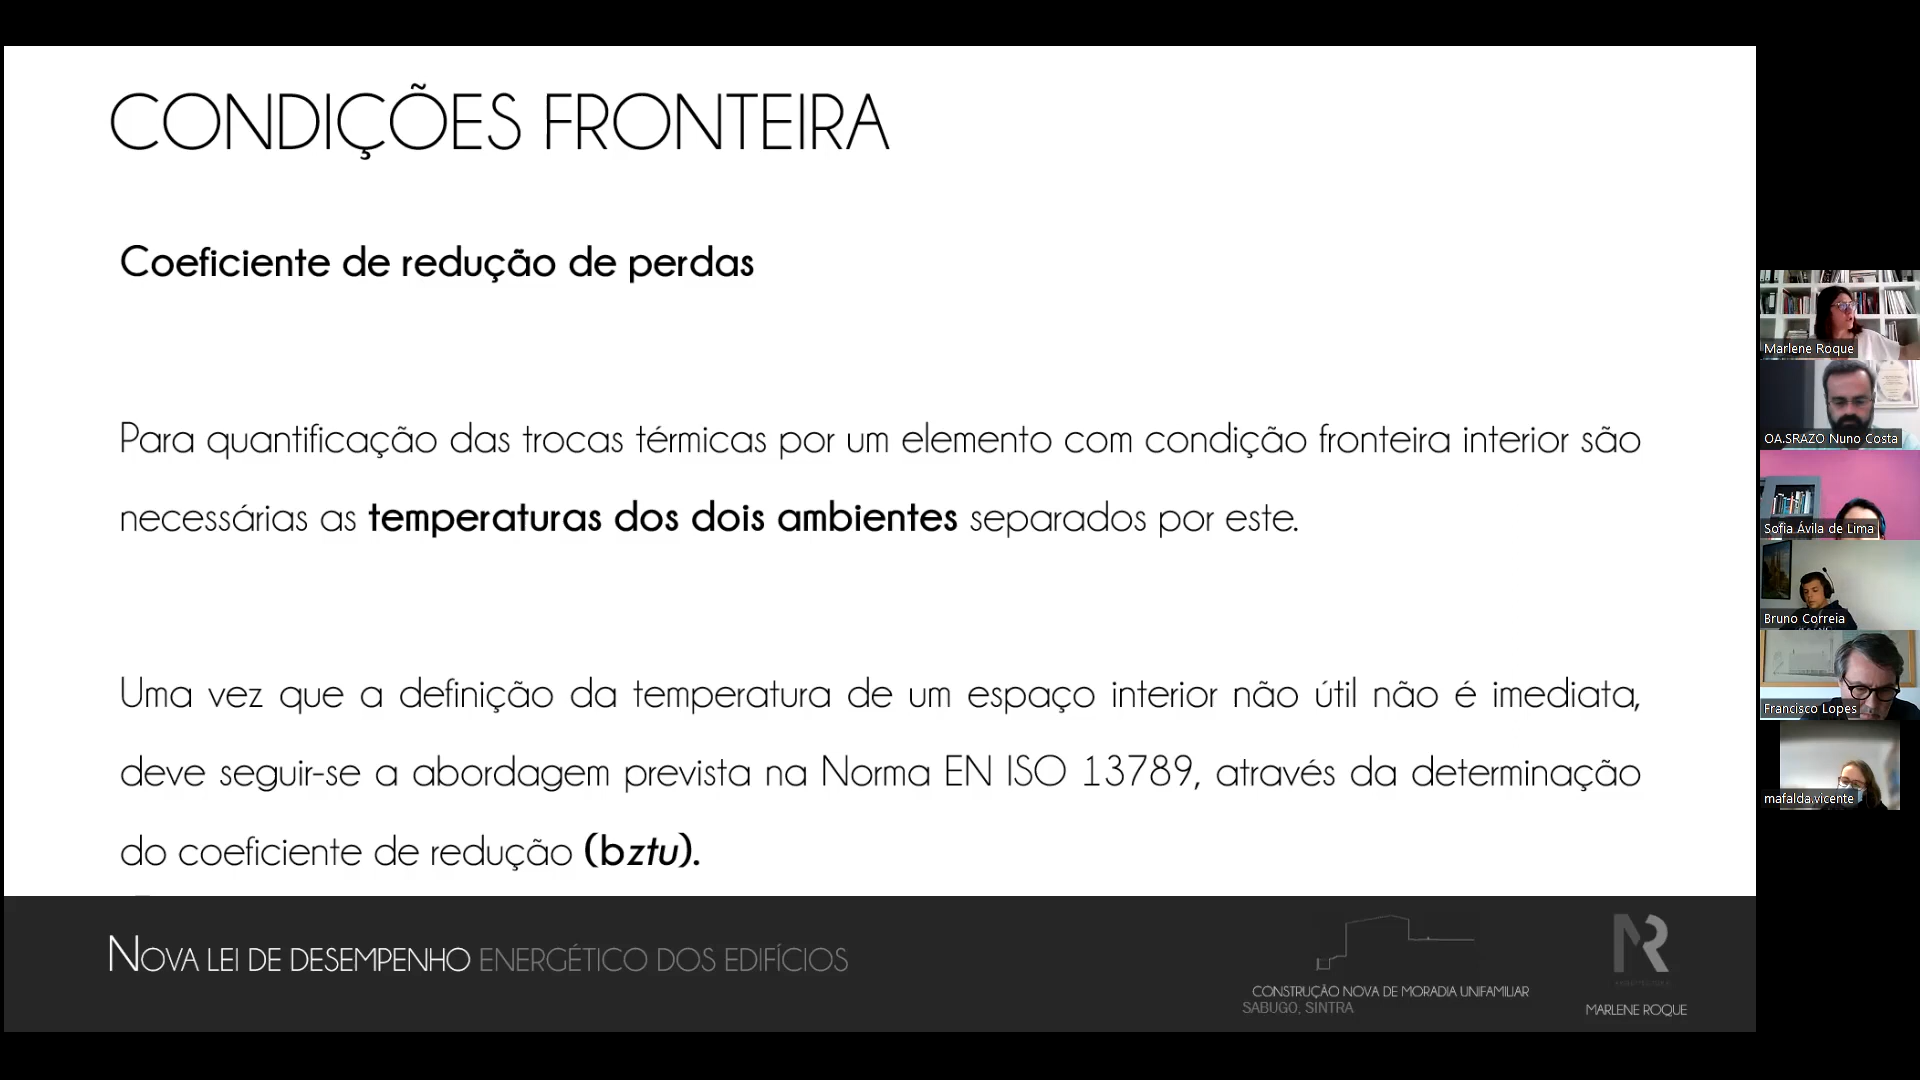 CONDIÇÕES FRONTEIRA
Coeficiente de redução de perdas
Para quantificação das trocas térmicas por um elemento com condição fronteira interior são
necessárias as temperaturas dos dois ambientes separados por este.
Uma vez que a definição da temperatura de um espaço interior não útil não é imediata,
deve seguir-se a abordagem prevista na Norma EN ISO 13789, através da determinação
do coeficiente de redução (bztu).
NOVA LEI DE DESEMPENHO ENERGÉTICO DOS EDIFÍCIOS
CONSTRUÇÃO NOVA DE MORADIA UNIFAMILIAR
SABUGO, SINTRA
MR
MARLENE ROQUE
Marlene Roque
OA.SRAZO Nuno Costa
Sofia Ávila de Lima
Bruno Correia
Francisco Lopes
mafalda.vicente